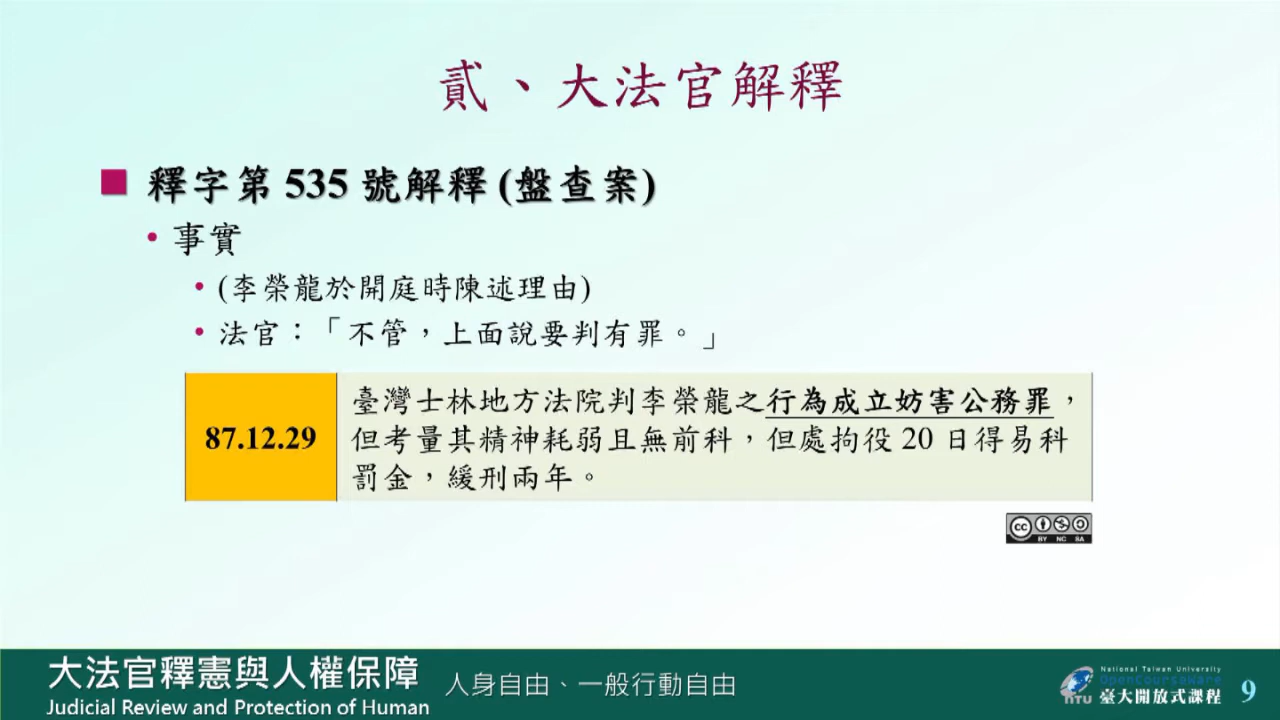 貳、大法官解釋
釋字第 535 號解釋 (盤查案)
事實
(李榮龍於開庭時陳述理由)
法官：「不管，上面說要判有罪。」
87.12.29
臺灣士林地方法院判李榮龍之行為成立妨害公務罪，
但考量其精神耗弱且無前科，但處拘役 20 日得易科
罰金，緩刑兩年。
cc
BY NC SA
大法官釋憲與人權保障
Judicial Review and Protection of Human
人身自由、一般行動自由
National Taiwan University
OpenCourseWare
NTU 臺大開放式課程
9